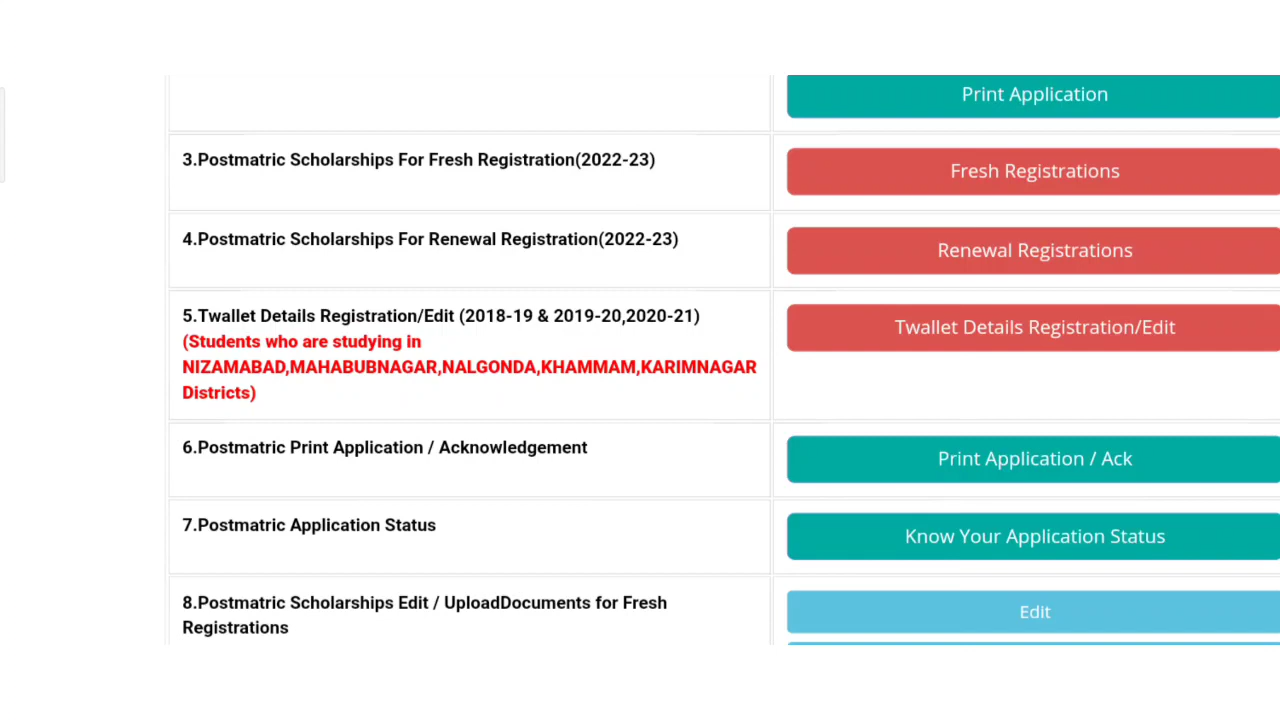 Print Application
3.Postmatric Scholarships For Fresh Registration(2022-23)
Fresh Registrations
4.Postmatric Scholarships For Renewal Registration(2022-23)
Renewal Registrations
5.Twallet Details Registration/Edit (2018-19 & 2019-20,2020-21)
(Students who are studying in
NIZAMABAD,MAHABUBNAGAR,NALGONDA,KHAMMAM,KARIMNAGAR
Districts)
Twallet Details Registration/Edit
6.Postmatric Print Application / Acknowledgement
Print Application / Ack
7.Postmatric Application Status
Know Your Application Status
8.Postmatric Scholarships Edit / UploadDocuments for Fresh
Registrations
Edit